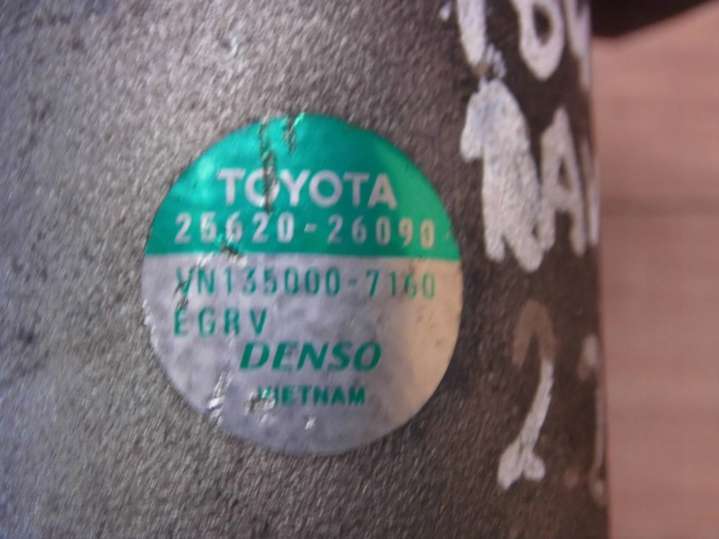 TOYOTA
25620-26090
VN135000-7160
EGRV
DENSO
VIETNAM